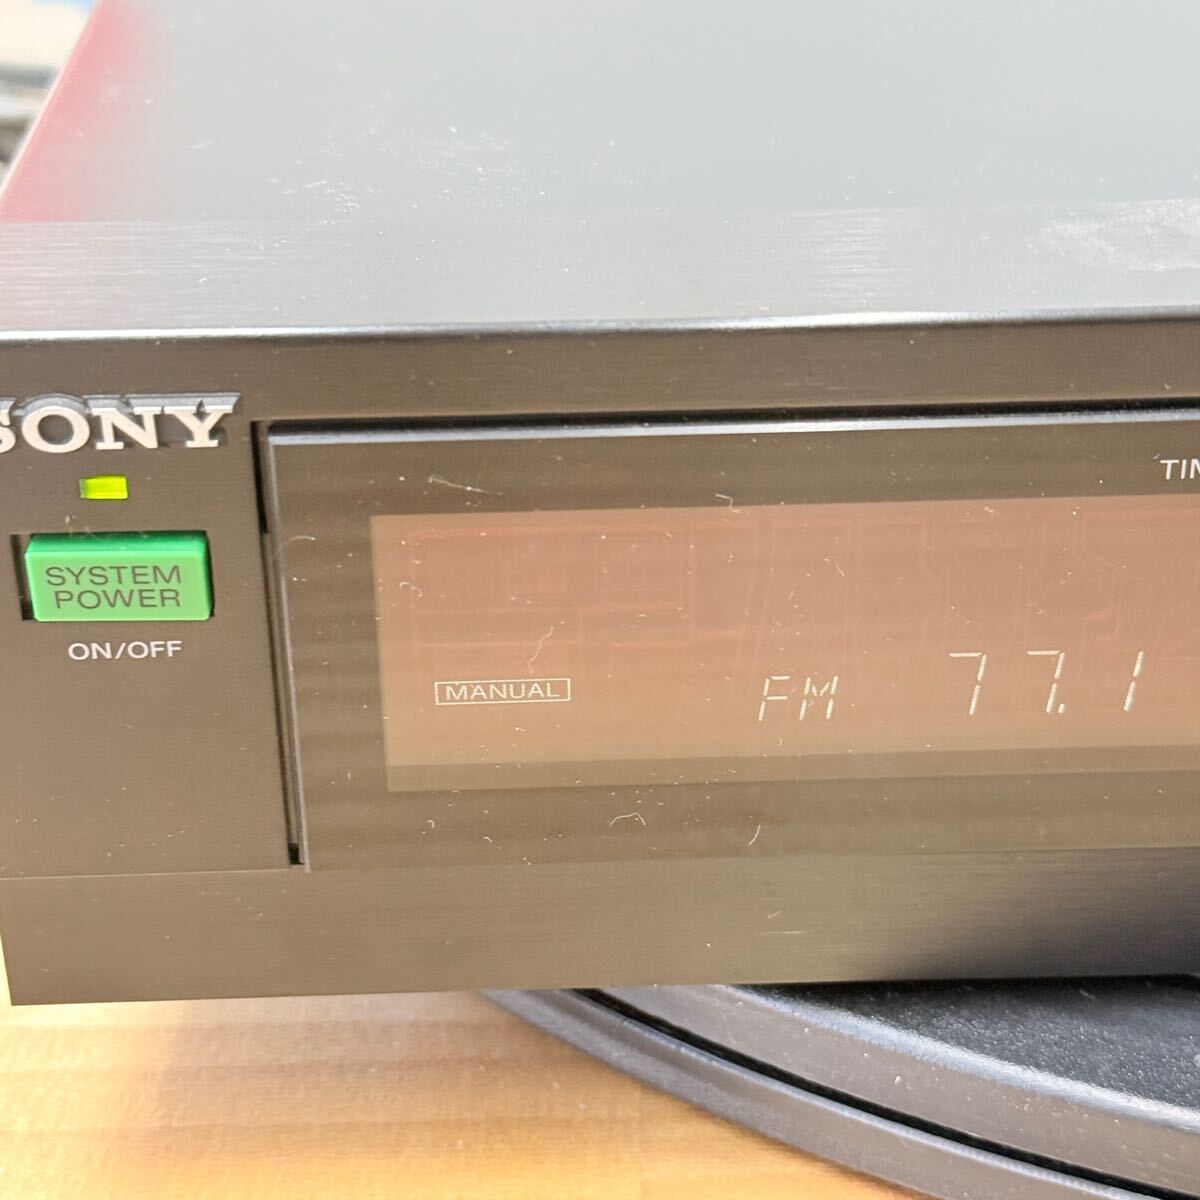 SONY
SYSTEM
POWER
ON/OFF
MANUAL
FM 77.1